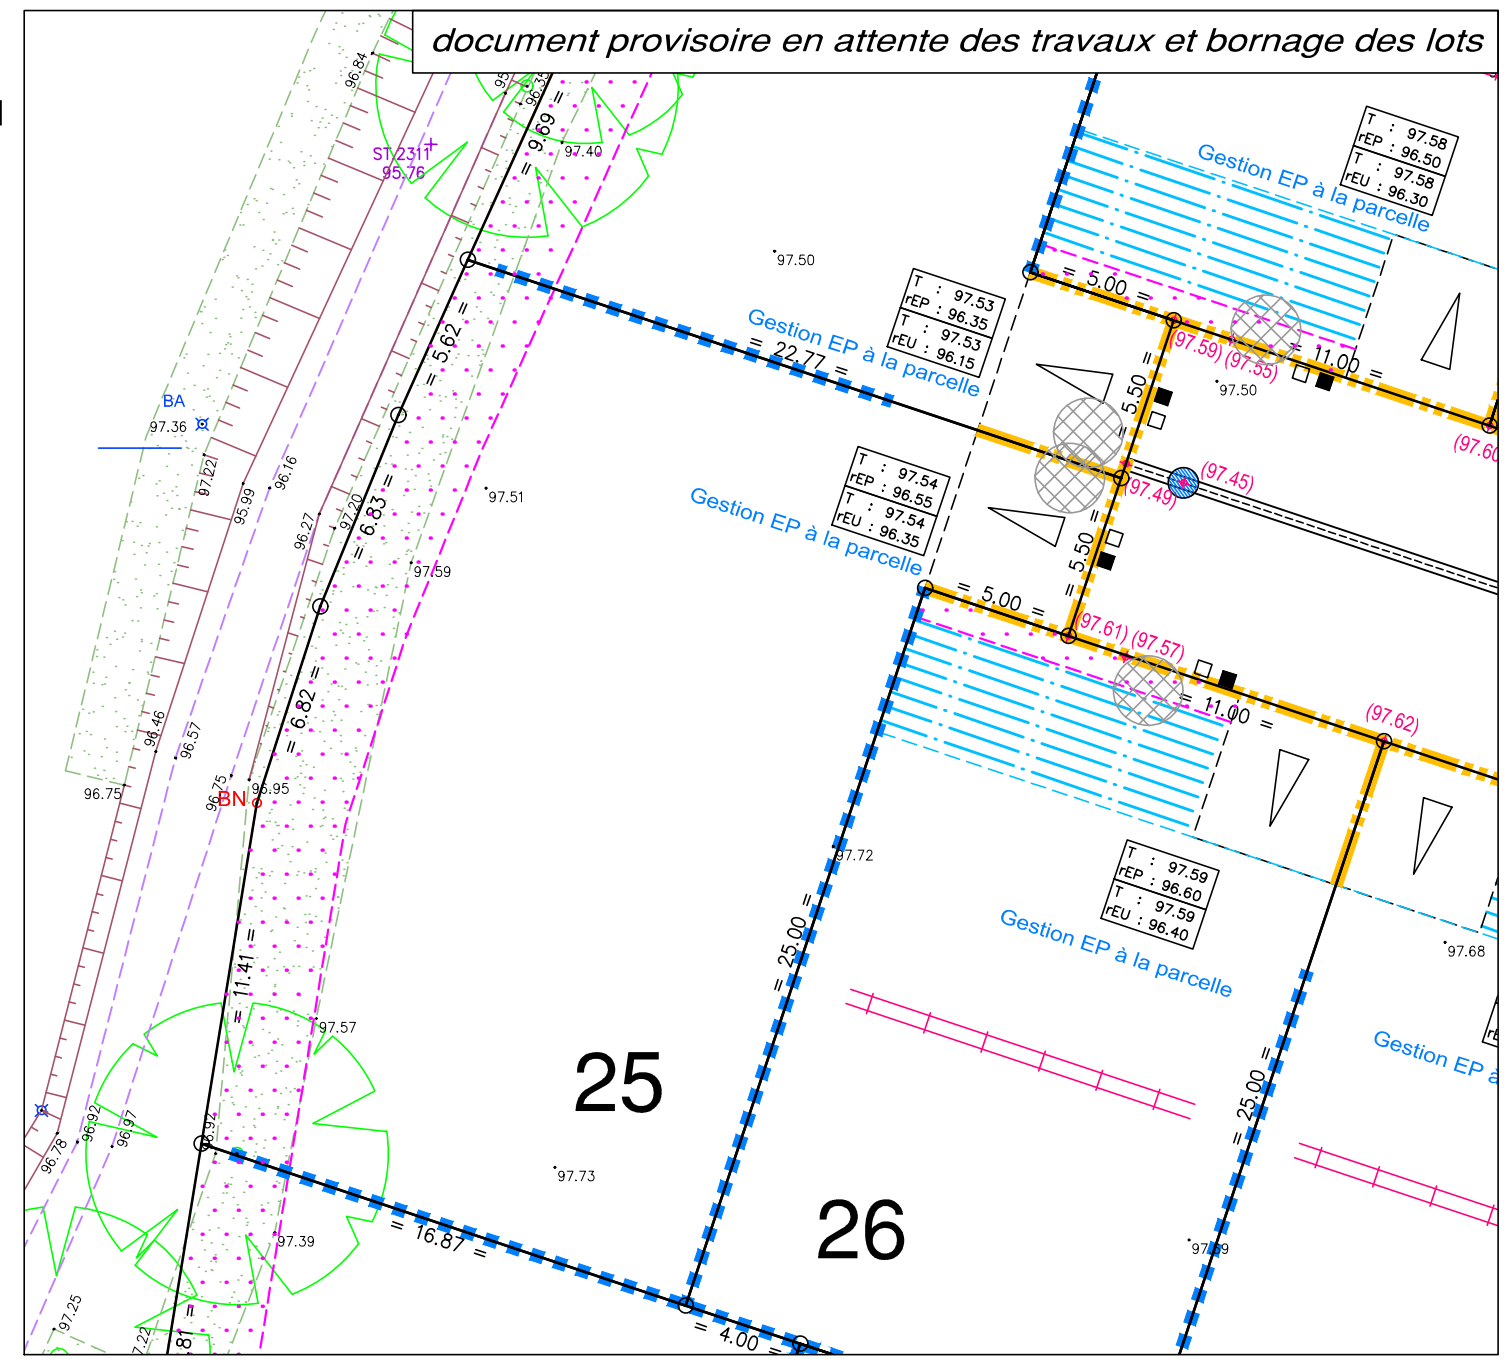 document provisoire en attente des travaux et bornage des lots
96.84
96.35
= 9.69 =
97.40
ST.2311
95.76
T : 97.58
rEP : 96.50
T : 97.58
rEU : 96.30
Gestion EP à la parcelle
97.50
= 5.00 =
T : 97.53
rEP : 96.35
T : 97.53
rEU : 96.15
Gestion EP à la parcelle
= 22.77 =
= 5.62 =
(97.59) (97.55)
= 11.00 =
97.50
= 5.50 =
BA
97.36
97.22
95.99
96.16
97.20
96.27
= 6.83 =
97.51
T : 97.54
rEP : 96.55
T : 97.54
rEU : 96.35
Gestion EP à la parcelle
(97.45)
(97.49)
= 5.50 =
97.59
= 5.00 =
(97.61) (97.57)
= 11.00 =
(97.62)
= 6.82 =
96.46
96.57
96.75
96.75
BN
96.95
97.72
T : 97.59
rEP : 96.60
T : 97.59
rEU : 96.40
Gestion EP à la parcelle
97.68
= 25.00 =
= 11.41 =
97.57
25
Gestion EP à
= 25.00 =
96.92
96.97
96.78
97.73
26
97.39
= 16.87 =
97.25
= 4.00 =